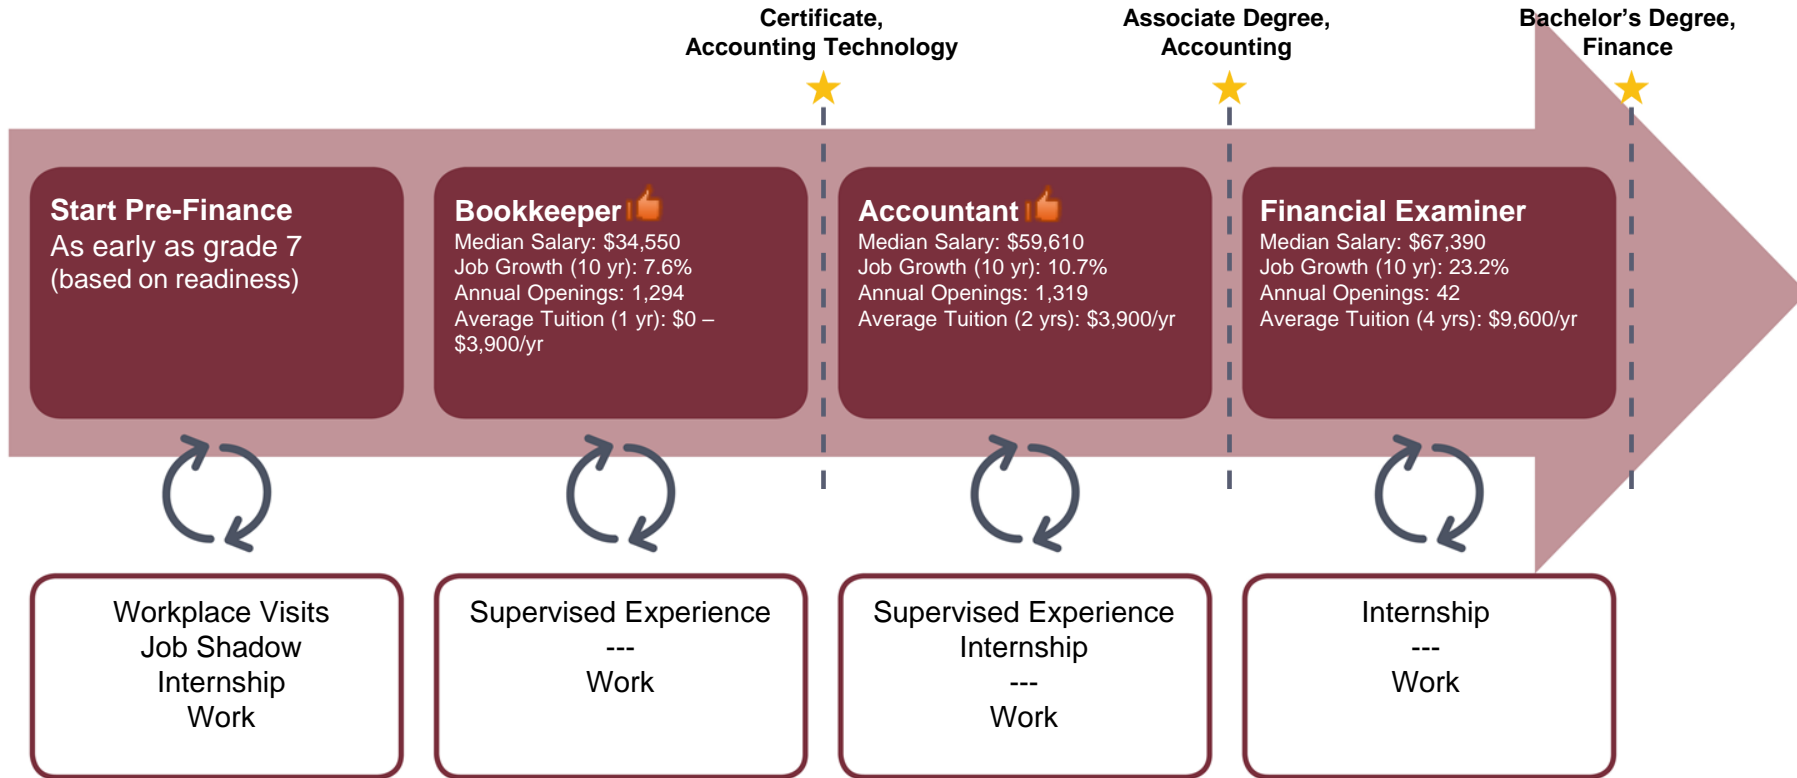 Certificate,
Accounting Technology
Associate Degree,
Accounting
Bachelor's Degree,
Finance
Start Pre-Finance
As early as grade 7
(based on readiness)
Bookkeeper
Median Salary: $34,550
Job Growth (10 yr): 7.6%
Annual Openings: 1,294
Average Tuition (1 yr): $0 –
$3,900/yr
Accountant
Median Salary: $59,610
Job Growth (10 yr): 10.7%
Annual Openings: 1,319
Average Tuition (2 yrs): $3,900/yr
Financial Examiner
Median Salary: $67,390
Job Growth (10 yr): 23.2%
Annual Openings: 42
Average Tuition (4 yrs): $9,600/yr
Workplace Visits
Job Shadow
Internship
Work
Supervised Experience
---
Work
Supervised Experience
Internship
---
Work
Internship
---
Work